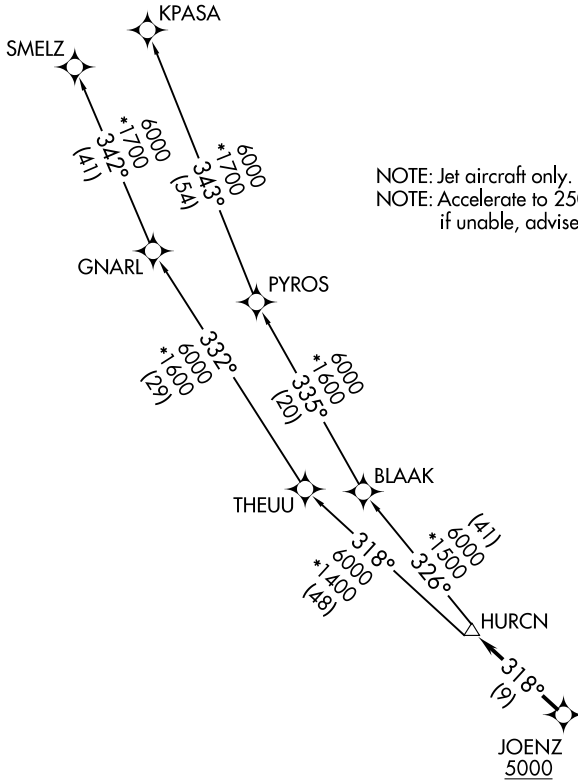 KPASA
SMELZ
6000
*1700
342°
(41)
6000
*1700
343°
(54)
NOTE: Jet aircraft only.
NOTE: Accelerate to 250
if unable, advise
GNARL
PYROS
332°
6000
*1600
(29)
6000
*1600
335°
(20)
BLAAK
THEUU
318°
6000
*1400
(48)
(41)
6000
*1500
326°
HURCN
318°
(9)
JOENZ
5000